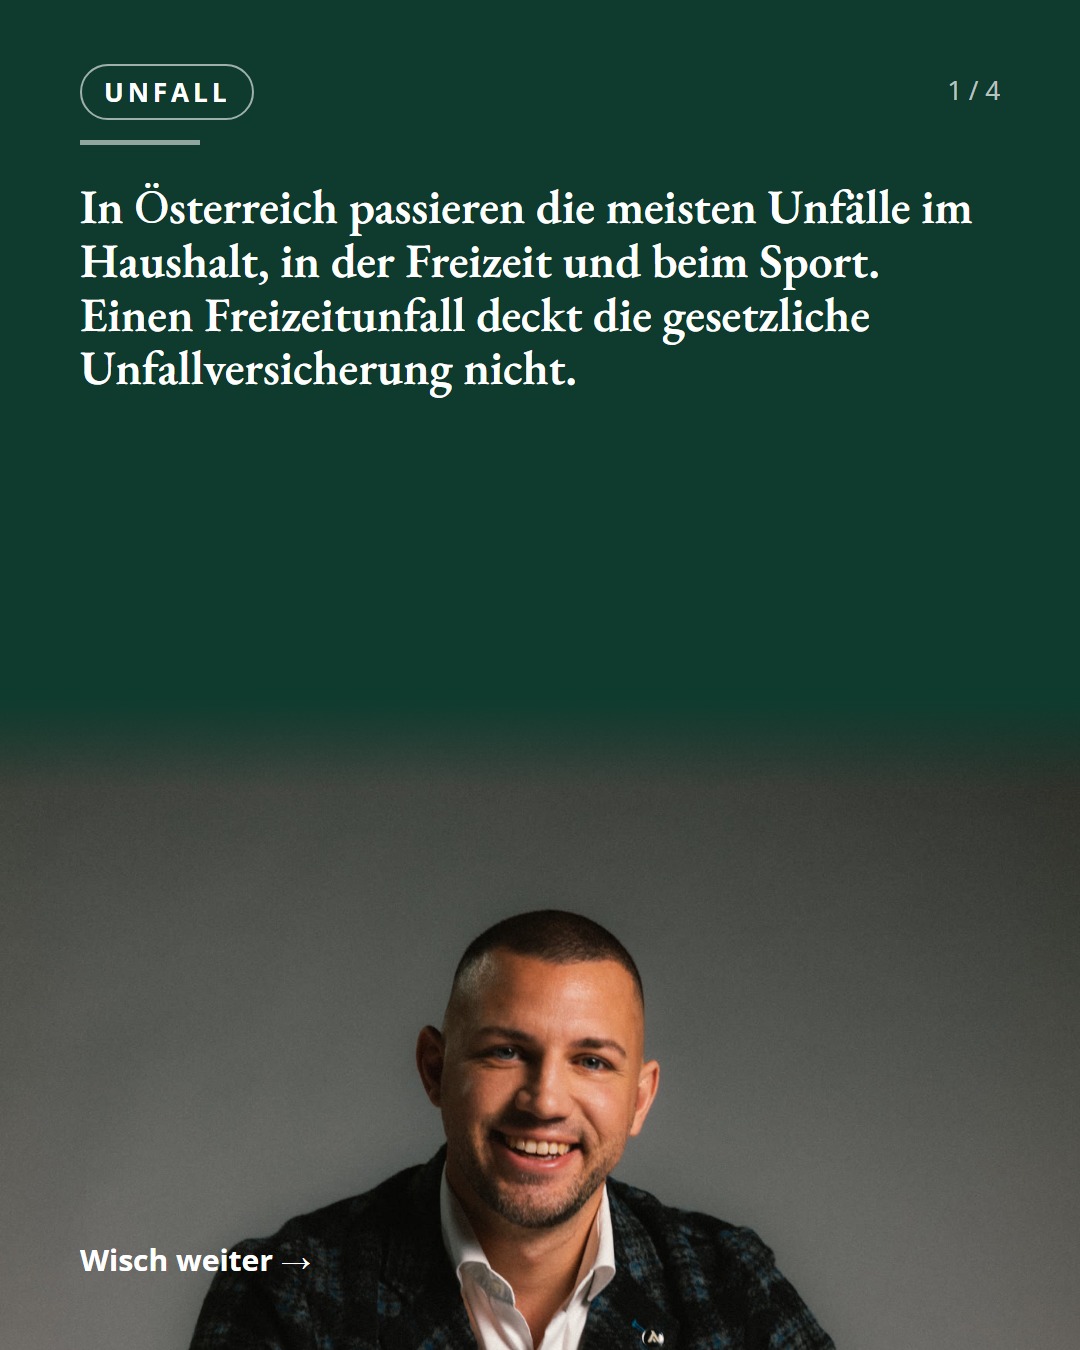 UNFALL
1 / 4
In Österreich passieren die meisten Unfälle im
Haushalt, in der Freizeit und beim Sport.
Einen Freizeitunfall deckt die gesetzliche
Unfallversicherung nicht.
Wisch weiter →